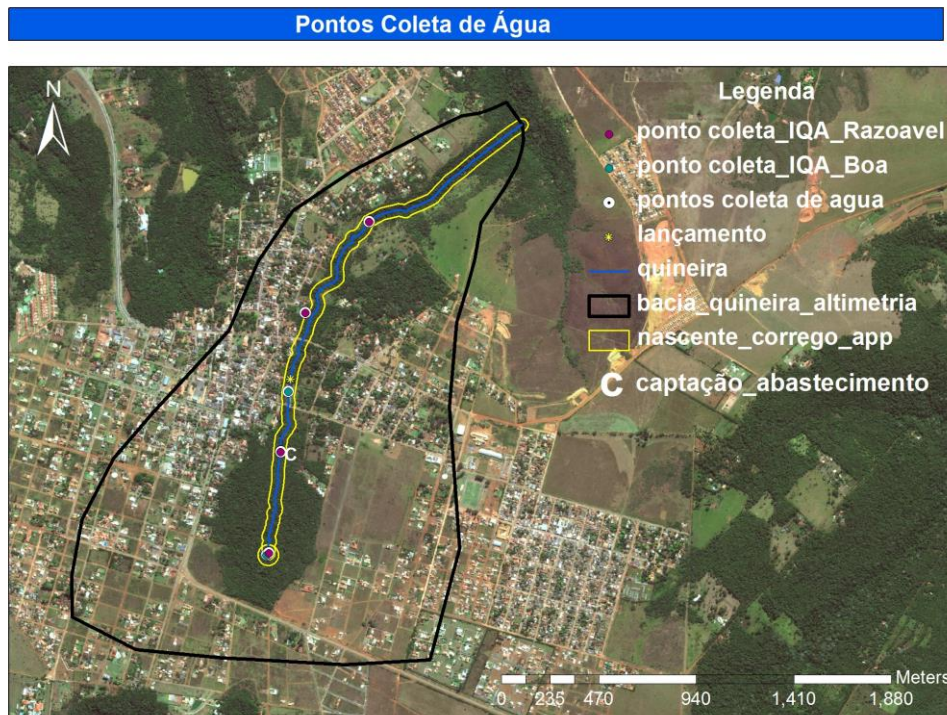 Pontos Coleta de Água
N
Legenda
ponto coleta_IQA_Razoavel
ponto coleta_IQA_Boa
pontos coleta de agua
lançamento
quineira
bacia_quineira_altimetria
nascente_corrego_app
C captação_abastecimento
C
Meters
0 235 470 940 1,410 1,880